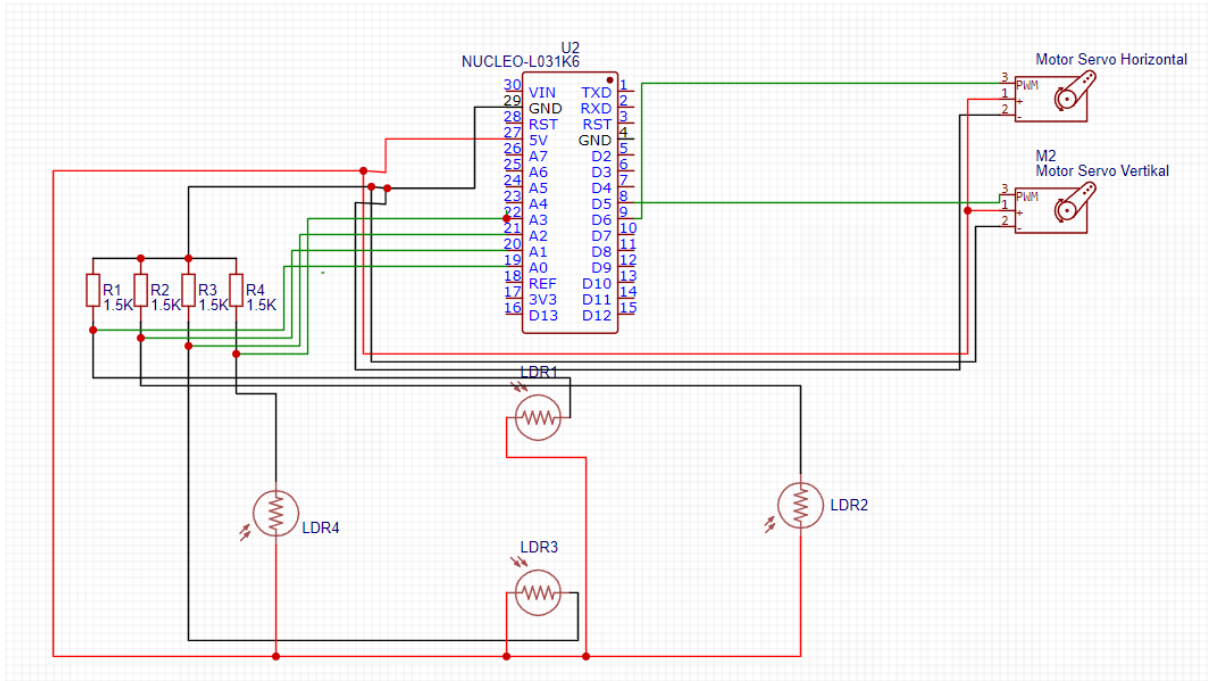 U2
NUCLEO-L031K6
30 VIN TXD 1
29 GND RXD 2
28 RST RST 3
27 5V GND 4
26 A7 D2 5
25 A6 D3 6
24 A5 D4 7
23 A4 D5 8
22 A3 D6 9
21 A2 D7 10
20 A1 D8 11
19 A0 D9 12
18 REF D10 13
17 3V3 D11 14
16 D13 D12 15
Motor Servo Horizontal
3 PWM
1 +
2 -
M2
Motor Servo Vertikal
3 PWM
1 +
2 -
R1 R2 R3 R4
1.5K 1.5K 1.5K 1.5K
LDR1
LDR2
LDR4
LDR3